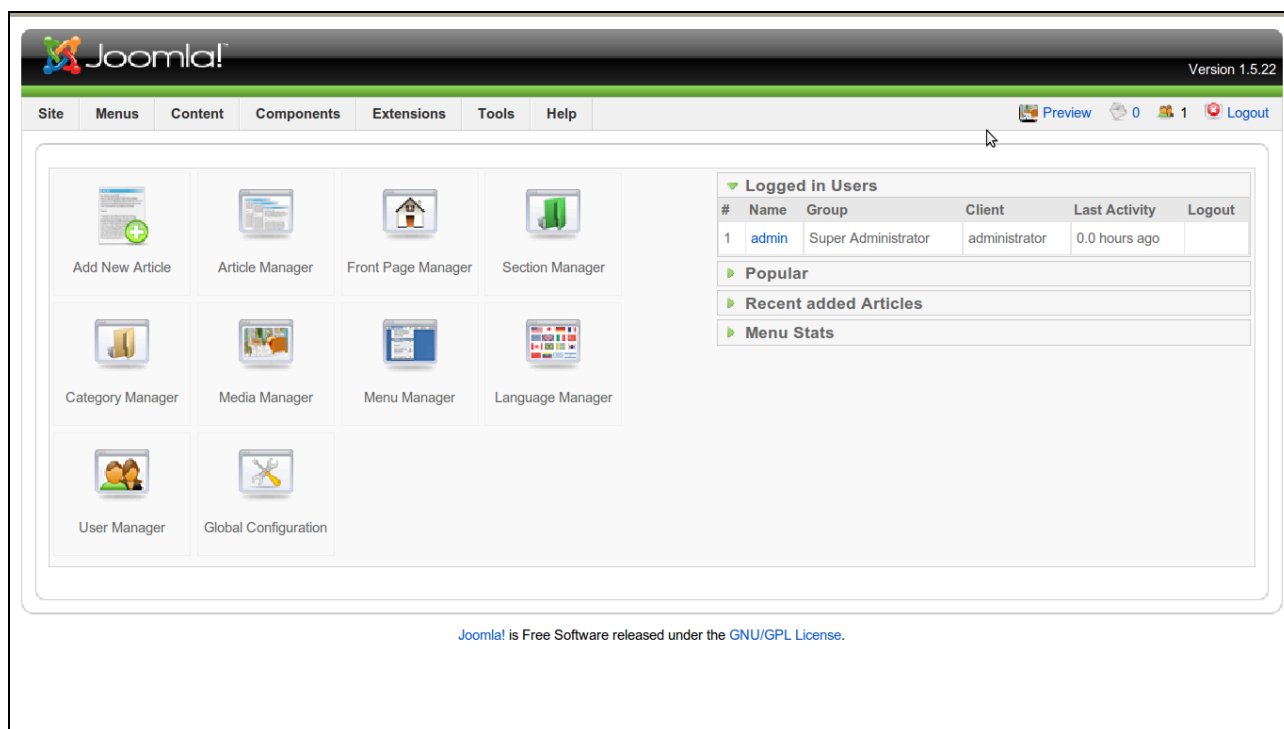 Joomla!
Version 1.5.22
Site Menus Content Components Extensions Tools Help Preview 0 1 Logout
Add New Article Article Manager Front Page Manager Section Manager
Category Manager Media Manager Menu Manager Language Manager
User Manager Global Configuration
Logged in Users
# Name Group Client Last Activity Logout
1 admin Super Administrator administrator 0.0 hours ago
Popular
Recent added Articles
Menu Stats
Joomla! is Free Software released under the GNU/GPL License.